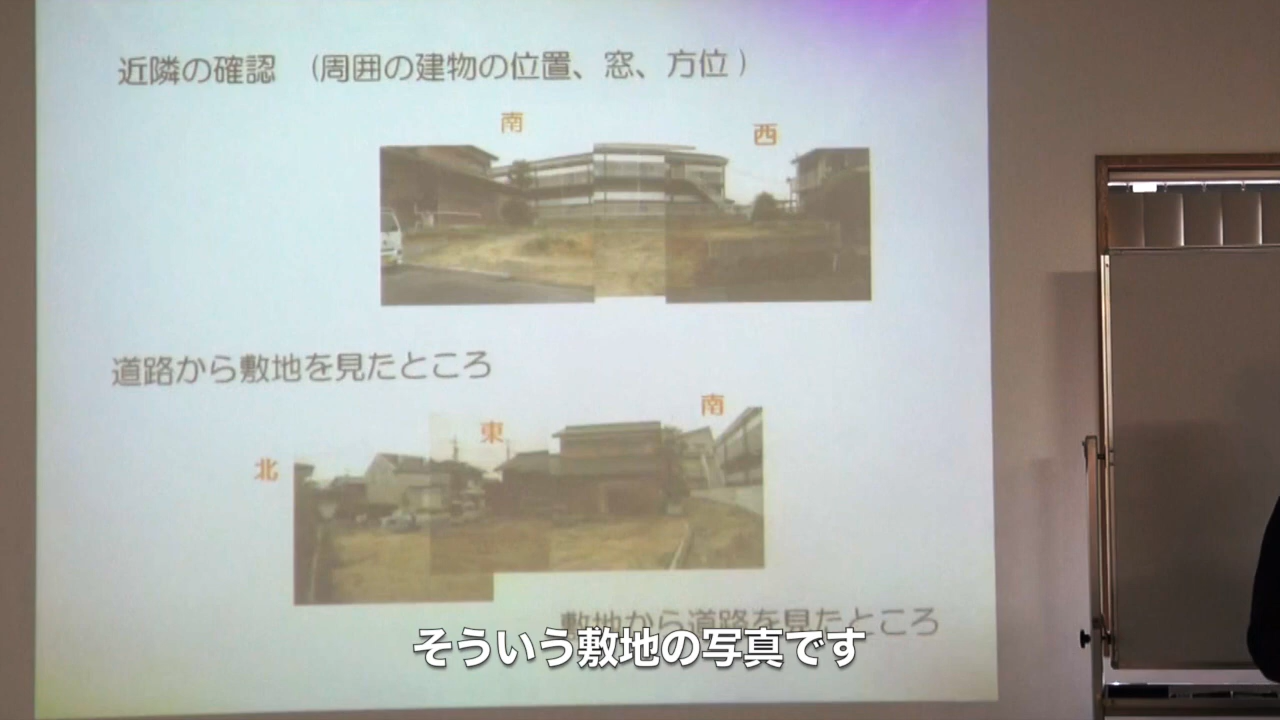 近隣の確認 (周囲の建物の位置、窓、方位)
南
西
道路から敷地を見たところ
南
東
北
敷地から道路を見たところ
そういう敷地の写真です